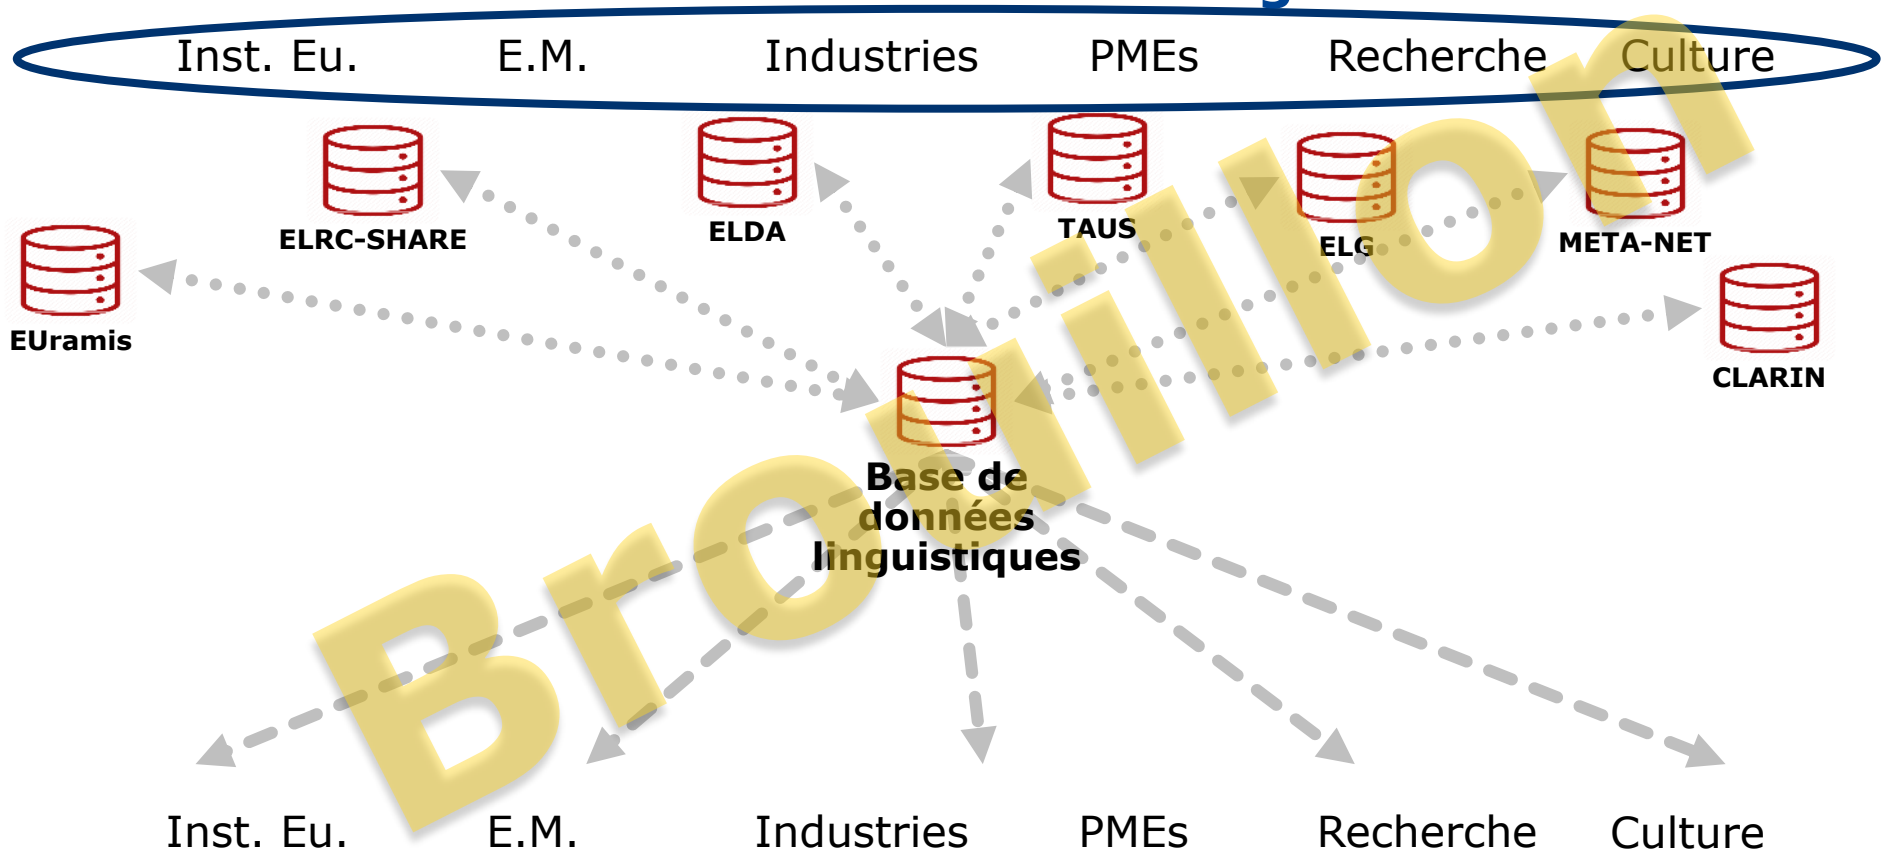 Inst. Eu. E.M. Industries PMEs Recherche Culture
ELRC-SHARE ELDA TAUS ELG META-NET
EUramis
CLARIN
Base de
données
linguistiques
Brouillon
Inst. Eu. E.M. Industries PMEs Recherche Culture